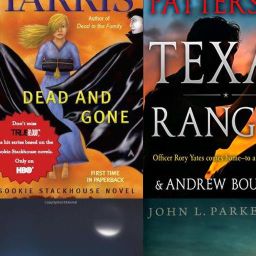 HARRIS
Author of
Dead in the Family
DEAD AND
GONE
Don't miss
TRUE BLOOD
hit series based on the
Sookie Stackhouse novels.
Only on
HBO
FIRST TIME
IN PAPERBACK
SOOKIE STACKHOUSE NOVEL
PATTERS
TEXA
RANG
Officer Rory Yates comes home–to a
& ANDREW BOU
JOHN L. PARKE